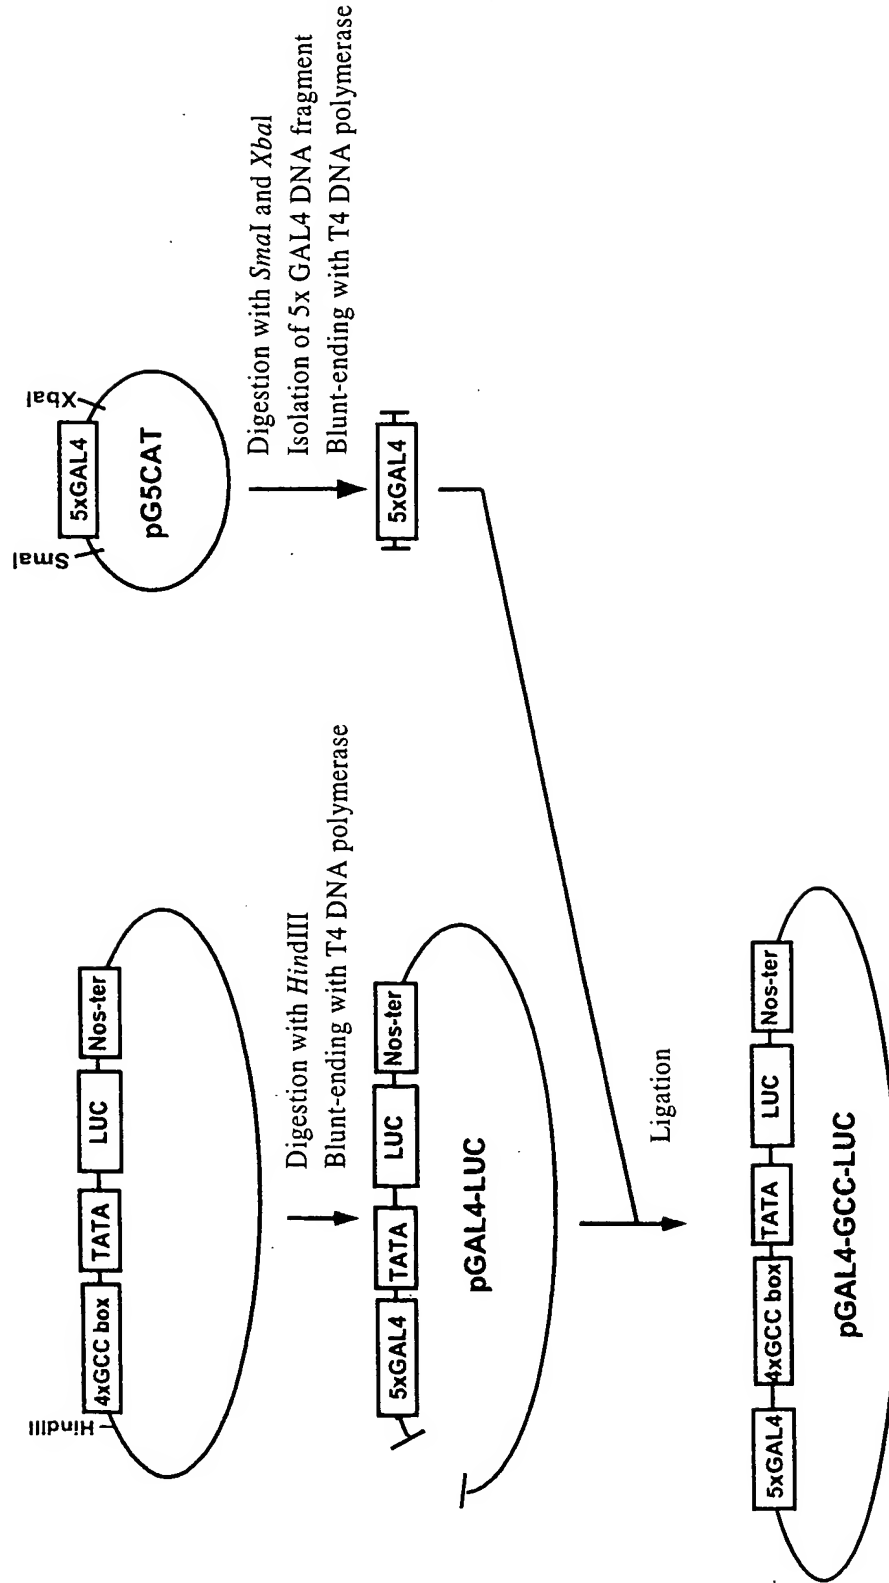 HindIII
4xGCC box
TATA
LUC
Nos-ter
Digestion with HindIII
Blunt-ending with T4 DNA polymerase
5xGAL4
TATA
LUC
Nos-ter
pGAL4-LUC
SmaI
5xGAL4
XbaI
pG5CAT
Digestion with SmaI and XbaI
Isolation of 5x GAL4 DNA fragment
Blunt-ending with T4 DNA polymerase
5xGAL4
Ligation
5xGAL4
4xGCC box
TATA
LUC
Nos-ter
pGAL4-GCC-LUC